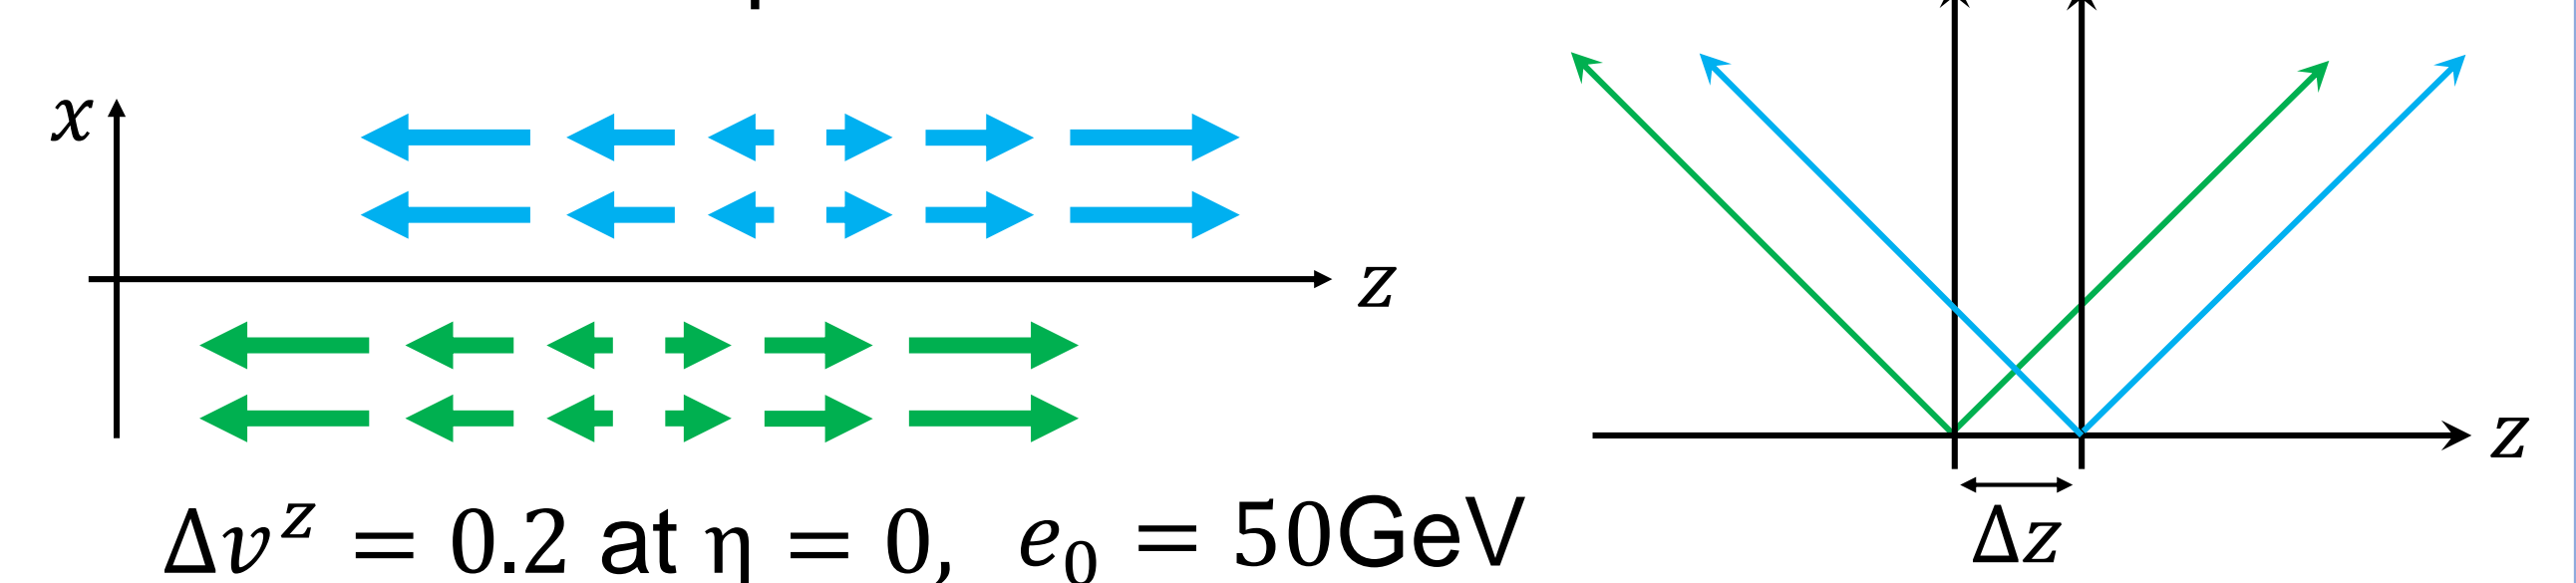 x
z
z
Δz
Δv^z = 0.2 at η = 0, e₀ = 50GeV